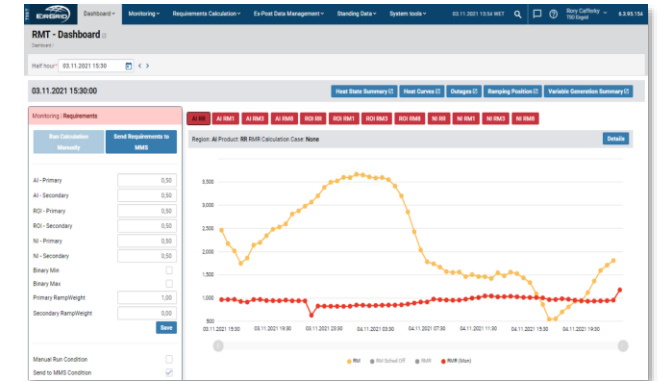 EirGrid
Dashboard
Monitoring
Requirements Calculation
Ex-Post Data Management
Standing Data
System tools
03.11.2021 15:54 WET
Rory Cafferky
TSO Eirgrid
4.3.95.154
RMT - Dashboard
Dashboard /
Half hour* 03.11.2021 15:30
03.11.2021 15:30:00
Heat State Summary
Heat Curves
Outages
Ramping Position
Variable Generation Summary
Monitoring / Requirements
AI RR AI RM1 AI RM3 AI RM8 ROI RR ROI RM1 ROI RM3 ROI RM8 NI RR NI RM1 NI RM3 NI RM8
Run Calculation Manually
Send Requirements to MMS
Region: AI Product: RR RMR Calculation Case: None
Details
AI - Primary 0,50
AI - Secondary 0,50
ROI - Primary 0,50
ROI - Secondary 0,50
NI - Primary 0,50
NI - Secondary 0,50
Binary Min
Binary Max
Primary RampWeight 1,00
Secondary RampWeight 0,00
Save
Manual Run Condition
Send to MMS Condition
3.500
3.000
2.500
2.000
1.500
1.000
500
03.11.2021 15:30
03.11.2021 19:30
03.11.2021 23:30
04.11.2021 03:30
04.11.2021 07:30
04.11.2021 11:30
04.11.2021 15:30
04.11.2021 19:30
RM
RM Sched Off
RMR
RMR (Mon)